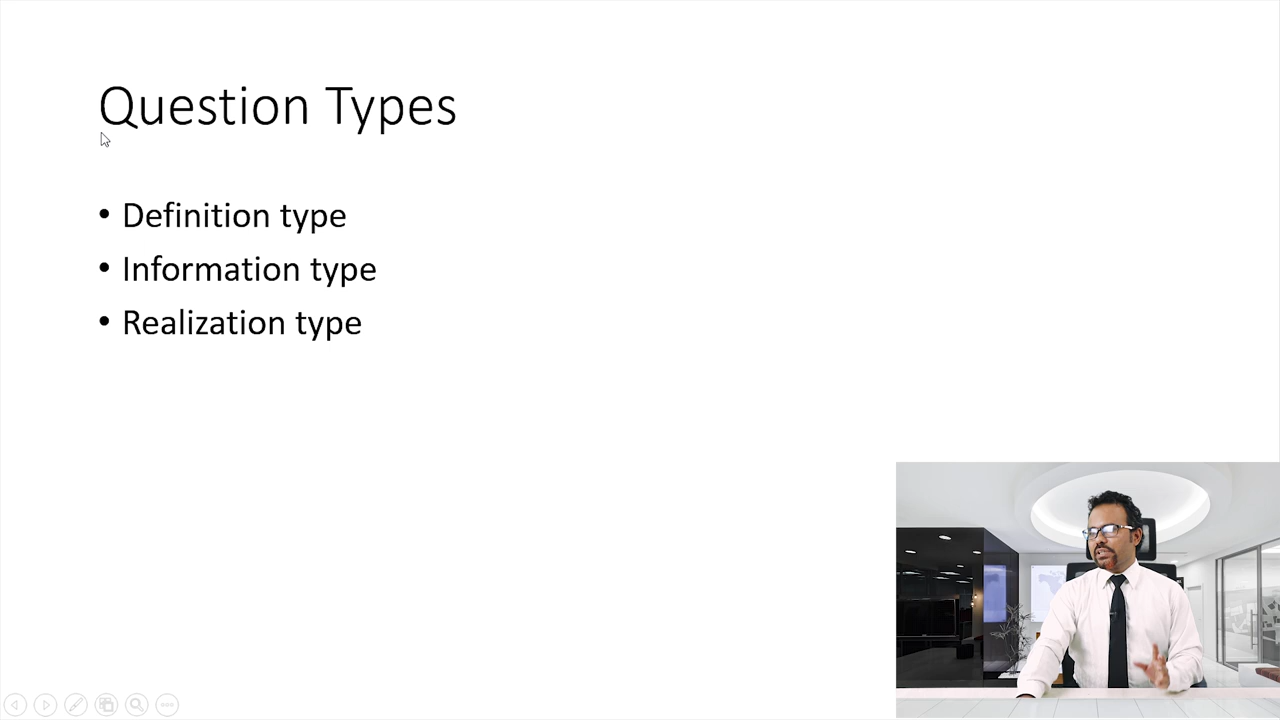 Question Types
• Definition type
• Information type
• Realization type